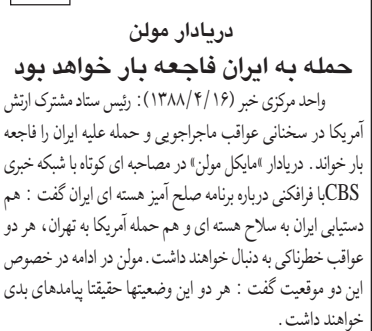 دریادار مولن
حمله به ایران فاجعه بار خواهد بود
واحد مرکزی خبر (۱۳۸۸/۴/۱۶): رئیس ستاد مشترک ارتش
آمریکا در سخنانی عواقب ماجراجویی و حمله علیه ایران را فاجعه
بار خواند. دریادار «مایکل مولن» در مصاحبه ای کوتاه با شبکه خبری
CBSبا فرافکنی درباره برنامه صلح آمیز هسته ای ایران گفت : هم
دستیابی ایران به سلاح هسته ای و هم حمله آمریکا به تهران، هر دو
عواقب خطرناکی به دنبال خواهند داشت. مولن در ادامه در خصوص
این دو موقعیت گفت : هر دو این وضعیتها حقیقتا پیامدهای بدی
خواهند داشت .